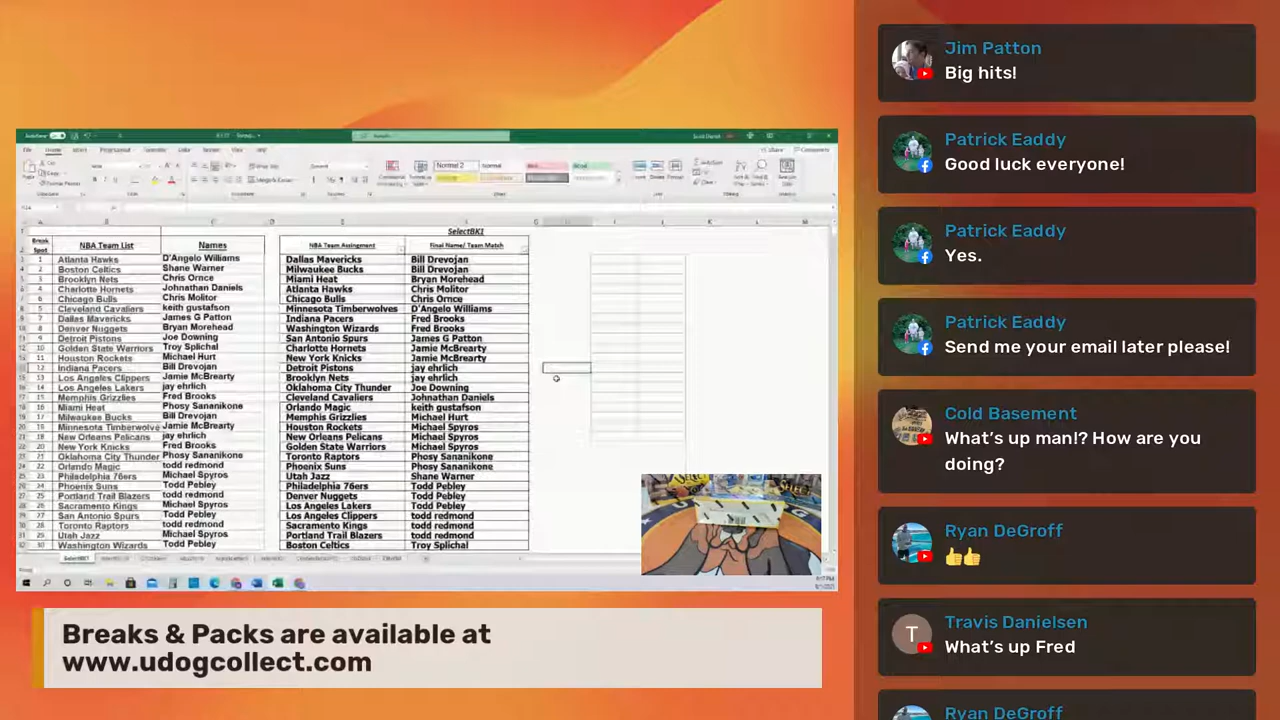 SelectBK1
Break Spot NBA Team List Names NBA Team Assingment Final Name/ Team Match
1 Atlanta Hawks D'Angelo Williams Dallas Mavericks Bill Drevojan
2 Boston Celtics Shane Warner Milwaukee Bucks Bill Drevojan
3 Brooklyn Nets Chris Ornce Miami Heat Bryan Morehead
4 Charlotte Hornets Johnathan Daniels Atlanta Hawks Chris Molitor
6 Chicago Bulls Chris Molitor Chicago Bulls Chris Ornce
5 Cleveland Cavaliers keith gustafson Minnesota Timberwolves D'Angelo Williams
7 Dallas Mavericks James G Patton Indiana Pacers Fred Brooks
8 Denver Nuggets Bryan Morehead Washington Wizards Fred Brooks
9 Detroit Pistons Joe Downing San Antonio Spurs James G Patton
10 Golden State Warriors Troy Splichal Charlotte Hornets Jamie McBrearty
11 Houston Rockets Michael Hurt New York Knicks Jamie McBrearty
12 Indiana Pacers Bill Drevojan Detroit Pistons jay ehrlich
13 Los Angeles Clippers Jamie McBrearty Brooklyn Nets jay ehrlich
14 Los Angeles Lakers jay ehrlich Oklahoma City Thunder Joe Downing
15 Memphis Grizzlies Fred Brooks Cleveland Cavaliers Johnathan Daniels
16 Miami Heat Phosy Sananikone Orlando Magic keith gustafson
17 Milwaukee Bucks Bill Drevojan Memphis Grizzlies Michael Hurt
Minnesota Timberwolve Jamie McBrearty Houston Rockets Michael Spyros
New Orleans Pelicans jay ehrlich New Orleans Pelicans Michael Spyros
New York Knicks Fred Brooks Golden State Warriors Michael Spyros
Oklahoma City Thunder Phosy Sananikone Toronto Raptors Phosy Sananikone
22 Orlando Magic todd redmond Phoenix Suns Phosy Sananikone
23 Philadelphia 76ers Michael Spyros Utah Jazz Shane Warner
24 Phoenix Suns Todd Pebley Philadelphia 76ers Todd Pebley
25 Portland Trail Blazers todd redmond Denver Nuggets Todd Pebley
26 Sacramento Kings Michael Spyros Los Angeles Lakers Todd Pebley
27 San Antonio Spurs Todd Pebley Los Angeles Clippers todd redmond
28 Toronto Raptors todd redmond Sacramento Kings todd redmond
29 Utah Jazz Michael Spyros Portland Trail Blazers todd redmond
30 Washington Wizards Todd Pebley Boston Celtics Troy Splichal
SelectBK1
Breaks & Packs are available at
www.udogcollect.com
Jim Patton
Big hits!
Patrick Eaddy
Good luck everyone!
Patrick Eaddy
Yes.
Patrick Eaddy
Send me your email later please!
Cold Basement
What's up man!? How are you
doing?
Ryan DeGroff
👍👍
T
Travis Danielsen
What's up Fred
Ryan DeGroff